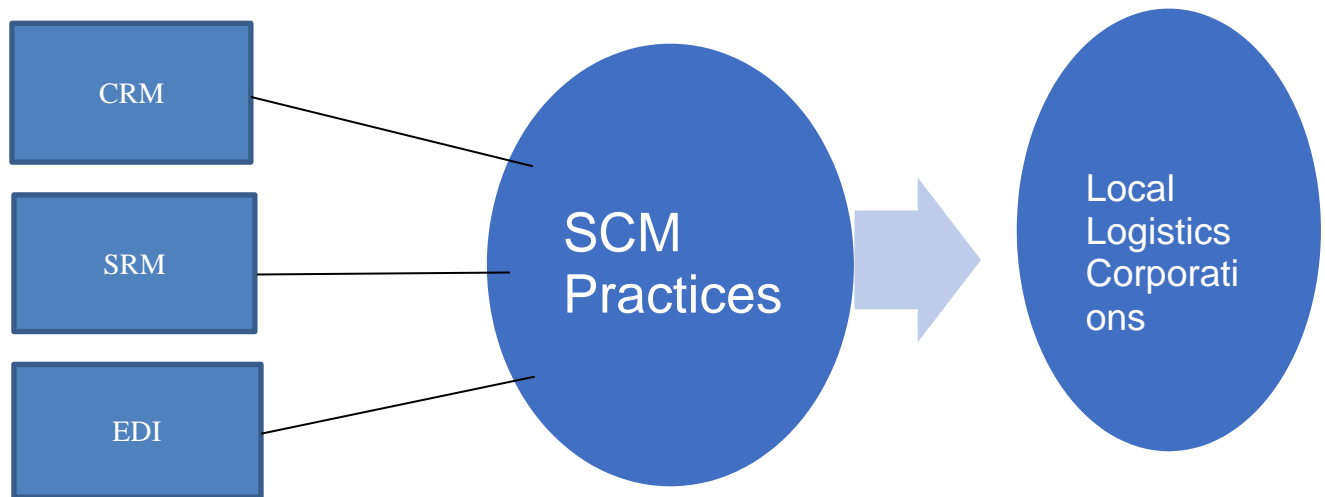 CRM
SRM
EDI
SCM
Practices
Local
Logistics
Corporati
ons